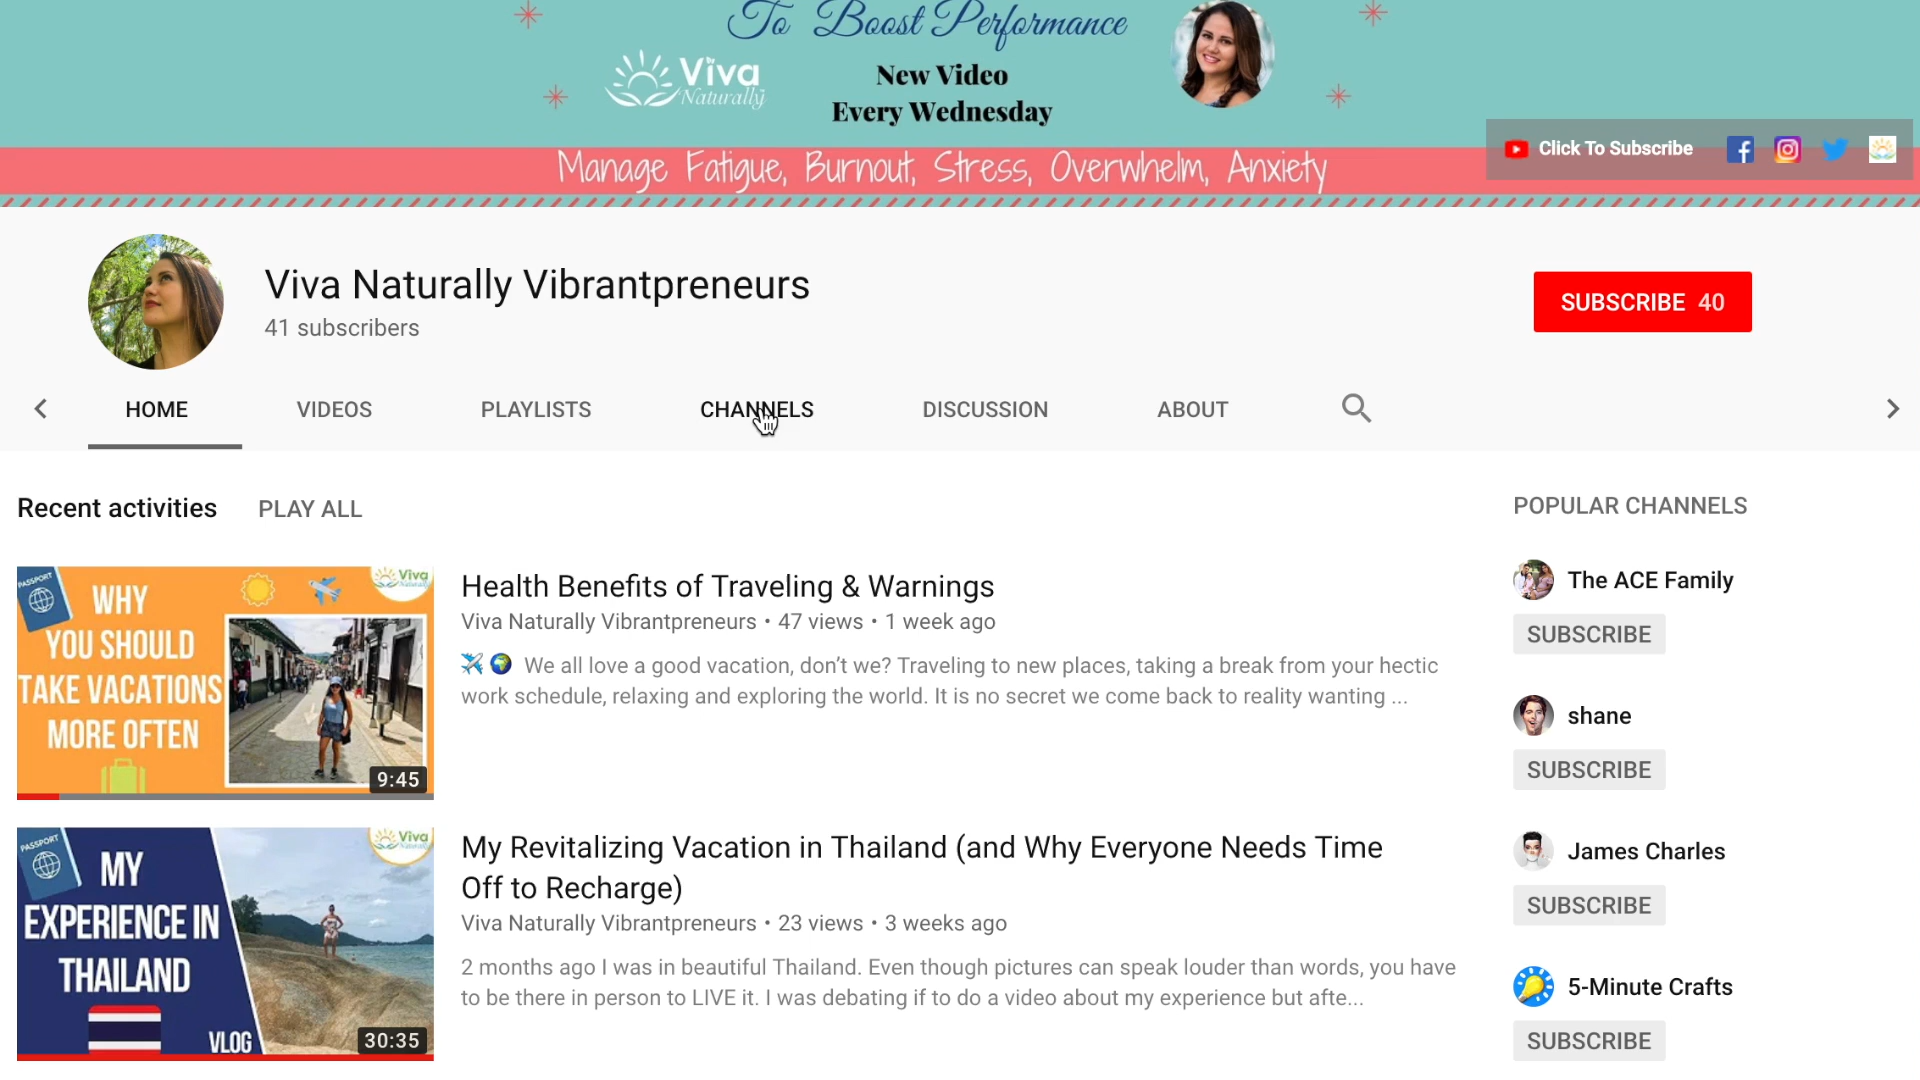 To Boost Performance
Viva
Naturally
New Video
Every Wednesday
Click To Subscribe
Manage Fatigue, Burnout, Stress, Overwhelm, Anxiety
Viva Naturally Vibrantpreneurs
41 subscribers
SUBSCRIBE 40
HOME VIDEOS PLAYLISTS CHANNELS DISCUSSION ABOUT
Recent activities PLAY ALL
PASSPORT
WHY
YOU SHOULD
TAKE VACATIONS
MORE OFTEN
Viva
Naturally
9:45
Health Benefits of Traveling & Warnings
Viva Naturally Vibrantpreneurs • 47 views • 1 week ago
We all love a good vacation, don’t we? Traveling to new places, taking a break from your hectic
work schedule, relaxing and exploring the world. It is no secret we come back to reality wanting ...
PASSPORT
MY
EXPERIENCE IN
THAILAND
VLOG
Viva
Naturally
30:35
My Revitalizing Vacation in Thailand (and Why Everyone Needs Time
Off to Recharge)
Viva Naturally Vibrantpreneurs • 23 views • 3 weeks ago
2 months ago I was in beautiful Thailand. Even though pictures can speak louder than words, you have
to be there in person to LIVE it. I was debating if to do a video about my experience but afte...
POPULAR CHANNELS
The ACE Family
SUBSCRIBE
shane
SUBSCRIBE
James Charles
SUBSCRIBE
5-Minute Crafts
SUBSCRIBE